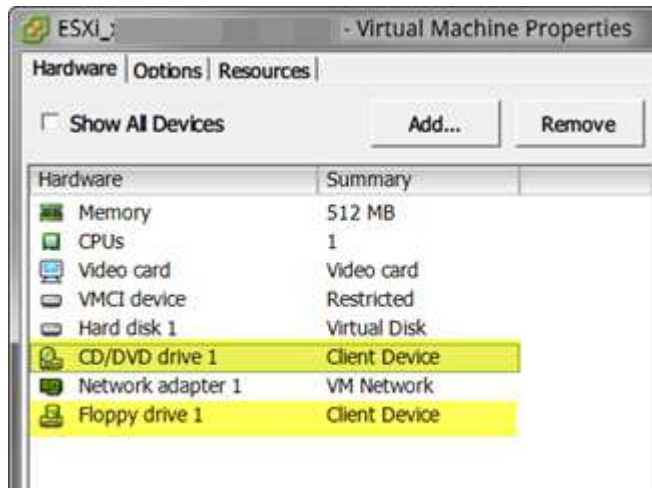 ESXi_ - Virtual Machine Properties
Hardware Options Resources
Show All Devices Add... Remove
Hardware Summary
Memory 512 MB
CPUs 1
Video card Video card
VMCI device Restricted
Hard disk 1 Virtual Disk
CD/DVD drive 1 Client Device
Network adapter 1 VM Network
Floppy drive 1 Client Device